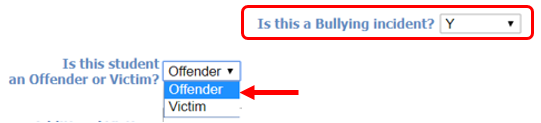 Is this a Bullying incident? Y
Is this student
an Offender or Victim? Offender
Offender
Victim